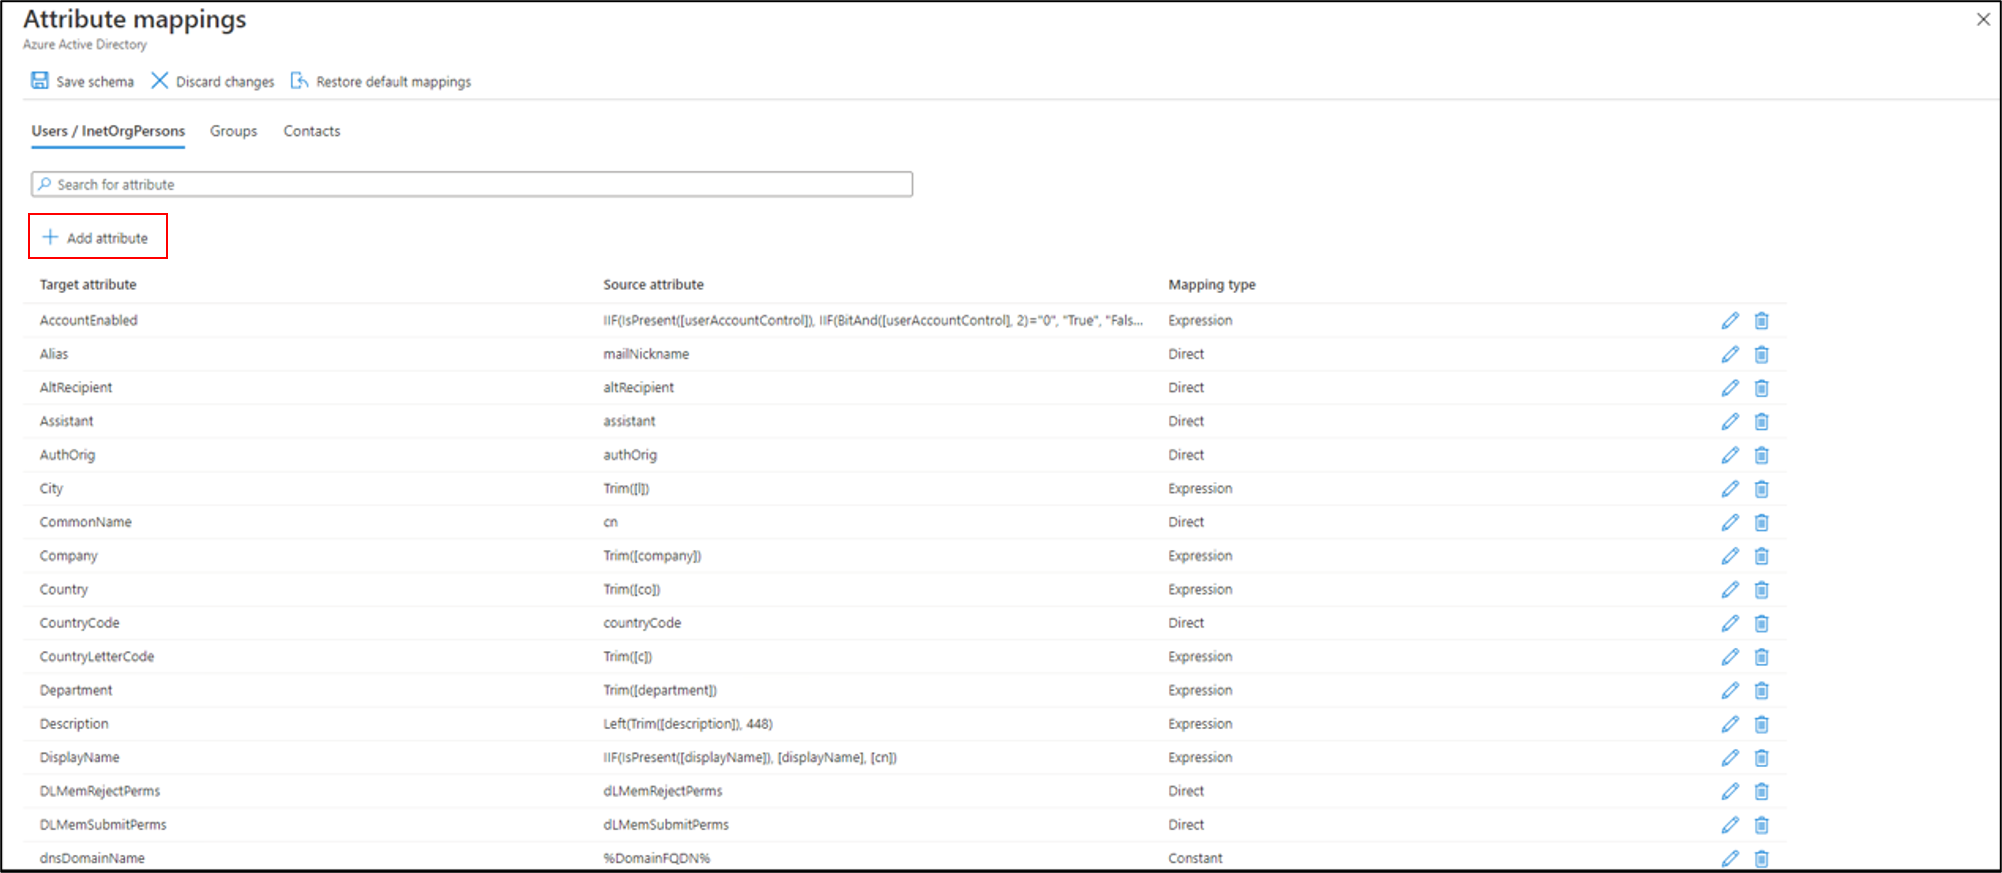 Attribute mappings
Azure Active Directory
Save schema Discard changes Restore default mappings
Users / InetOrgPersons Groups Contacts
Search for attribute
Add attribute
Target attribute Source attribute Mapping type
AccountEnabled IIF(IsPresent([userAccountControl]), IIF(BitAnd([userAccountControl], 2)="0", "True", "Fals... Expression
Alias mailNickname Direct
AltRecipient altRecipient Direct
Assistant assistant Direct
AuthOrig authOrig Direct
City Trim([l]) Expression
CommonName cn Direct
Company Trim([company]) Expression
Country Trim([co]) Expression
CountryCode countryCode Direct
CountryLetterCode Trim([c]) Expression
Department Trim([department]) Expression
Description Left(Trim([description]), 448) Expression
DisplayName IIF(IsPresent([displayName]), [displayName], [cn]) Expression
DLMemRejectPerms dLMemRejectPerms Direct
DLMemSubmitPerms dLMemSubmitPerms Direct
dnsDomainName %DomainFQDN% Constant